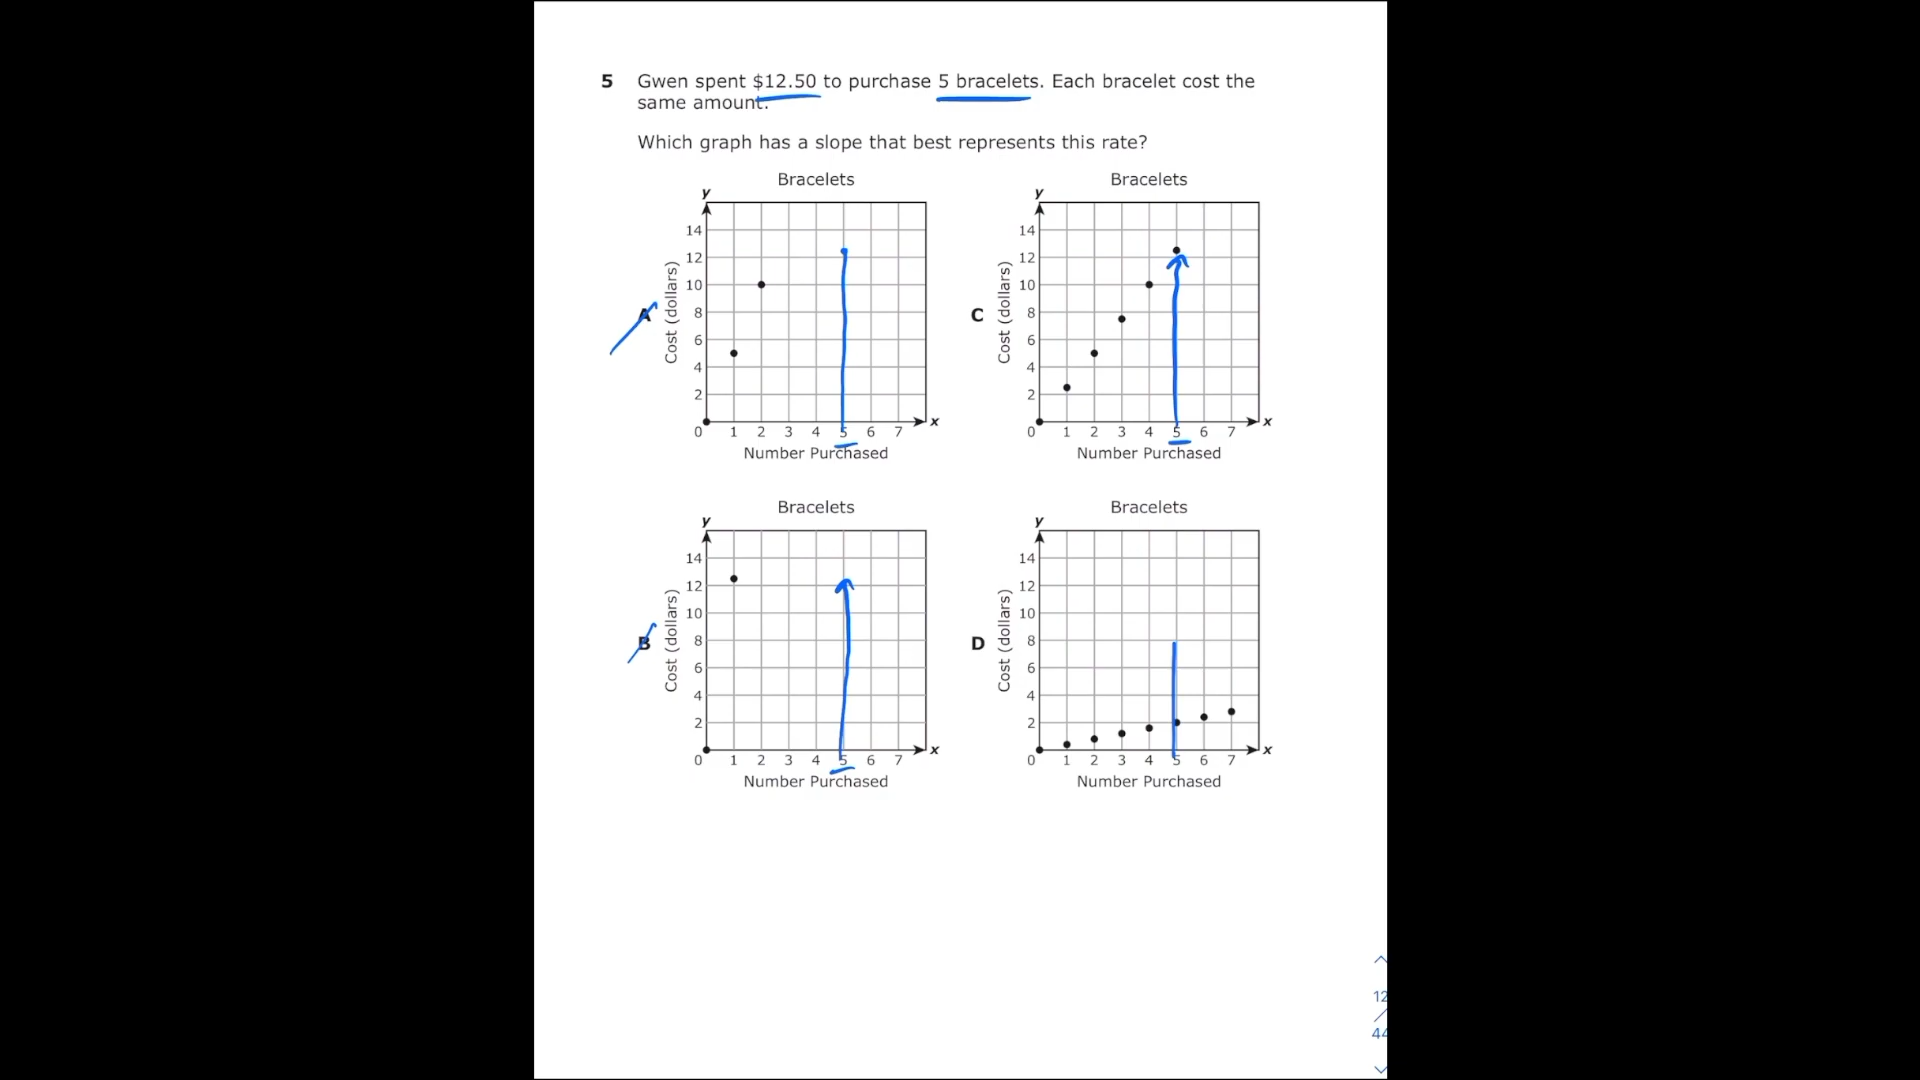 5 Gwen spent $12.50 to purchase 5 bracelets. Each bracelet cost the
same amount.
Which graph has a slope that best represents this rate?
A
Bracelets
y
Cost (dollars)
14
12
10
8
6
4
2
0 1 2 3 4 5 6 7 x
Number Purchased
C
Bracelets
y
Cost (dollars)
14
12
10
8
6
4
2
0 1 2 3 4 5 6 7 x
Number Purchased
B
Bracelets
y
Cost (dollars)
14
12
10
8
6
4
2
0 1 2 3 4 5 6 7 x
Number Purchased
D
Bracelets
y
Cost (dollars)
14
12
10
8
6
4
2
0 1 2 3 4 5 6 7 x
Number Purchased
12
44